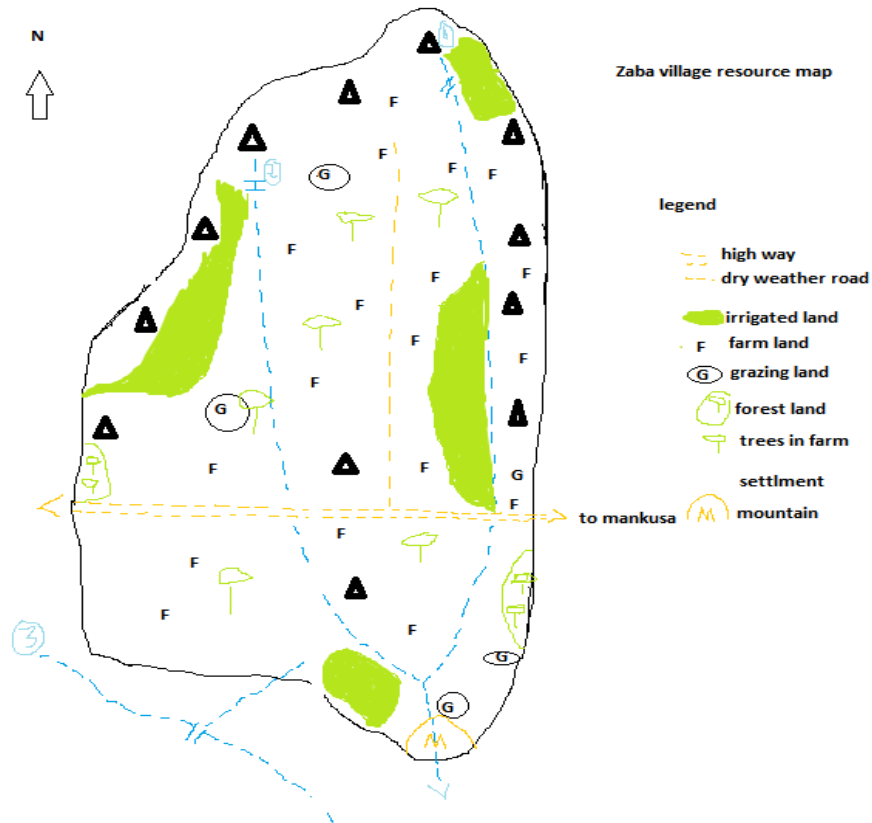 N
Zaba village resource map
F
F
F
G
F
legend
F
high way
F
F
dry weather road
F
irrigated land
F
F farm land
F
G grazing land
F
G
forest land
trees in farm
F
F
G
settlment
F
M mountain
to mankusa
F
F
F
F
3
G
G
M